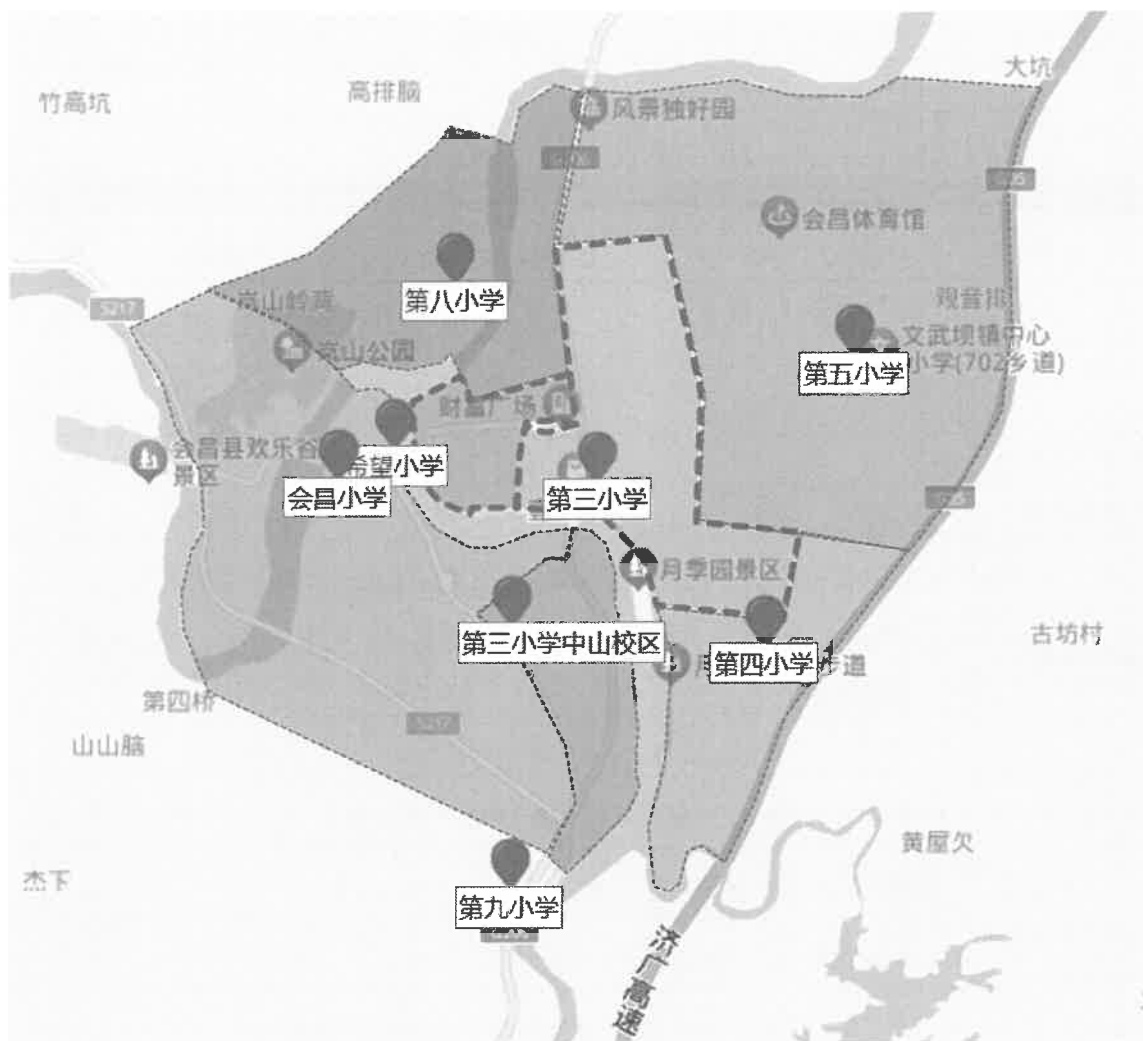 大坑
竹高坑
高排脑
风景独好园
会昌体育馆
第八小学
岚山岭
S217
岚山公园
观音排
文武坝镇中心
小学(702乡道)
第五小学
财富广场
会昌县欢乐谷
景区
希望小学
会昌小学
第三小学
月季园景区
第三小学中山校区
第四小学
步道
古坊村
第四桥
山山脑
S217
黄屋欠
杰下
第九小学
济广高速